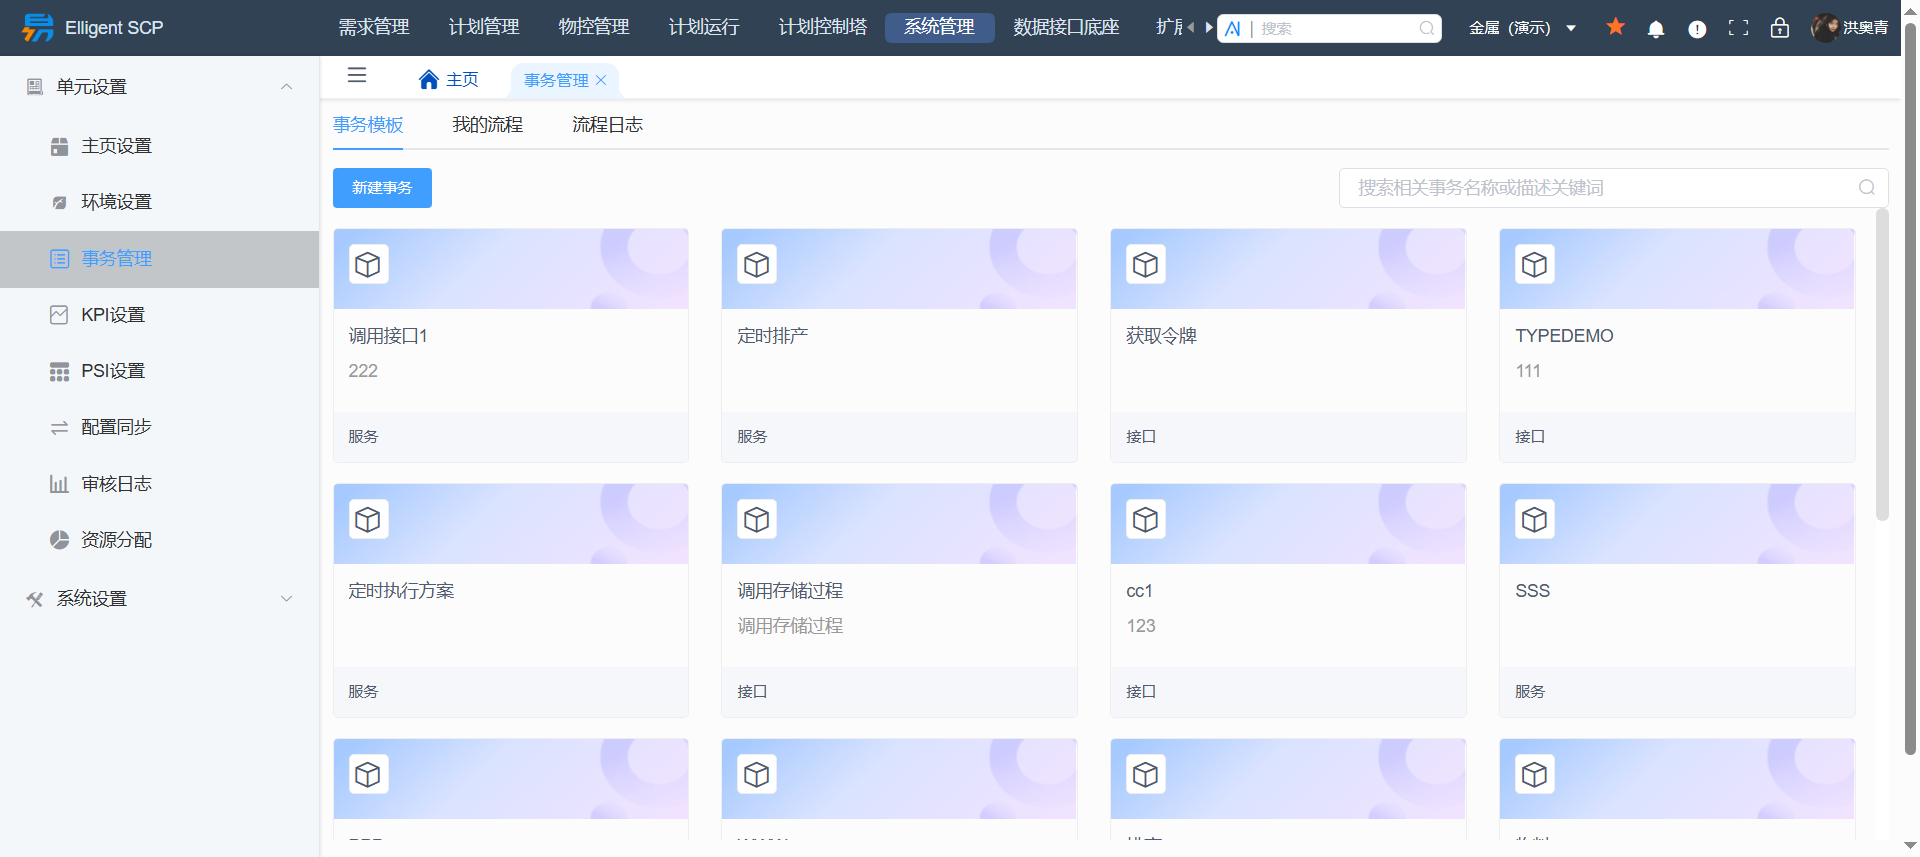 Elligent SCP
需求管理
计划管理
物控管理
计划运行
计划控制塔
系统管理
数据接口底座
AI | 搜索
金属（演示）
洪奥青
单元设置
主页设置
环境设置
事务管理
KPI设置
PSI设置
配置同步
审核日志
资源分配
系统设置
主页
事务管理
事务模板
我的流程
流程日志
新建事务
搜索相关事务名称或描述关键词
调用接口1
222
服务
定时排产
服务
获取令牌
接口
TYPEDEMO
111
接口
定时执行方案
服务
调用存储过程
调用存储过程
接口
cc1
123
接口
SSS
服务